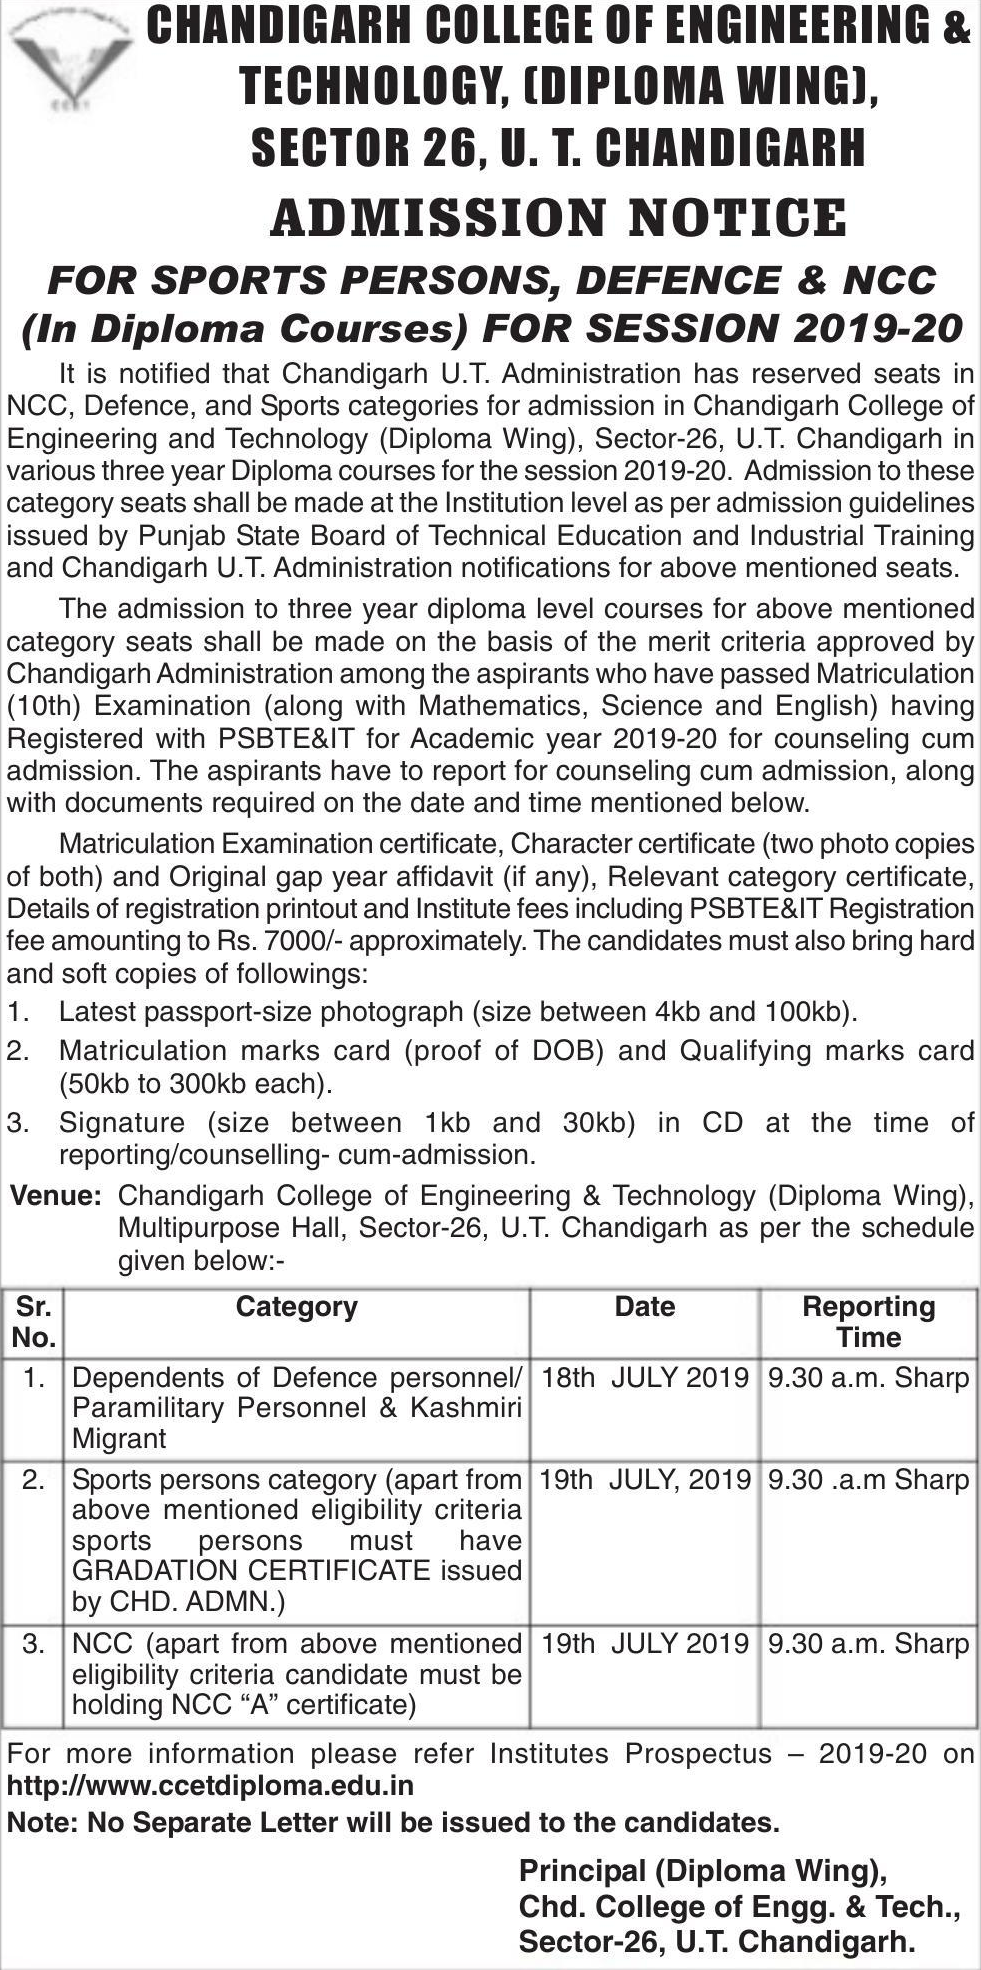 CHANDIGARH COLLEGE OF ENGINEERING &
TECHNOLOGY, (DIPLOMA WING),
SECTOR 26, U. T. CHANDIGARH
ADMISSION NOTICE
FOR SPORTS PERSONS, DEFENCE & NCC
(In Diploma Courses) FOR SESSION 2019-20
It is notified that Chandigarh U.T. Administration has reserved seats in
NCC, Defence, and Sports categories for admission in Chandigarh College of
Engineering and Technology (Diploma Wing), Sector-26, U.T. Chandigarh in
various three year Diploma courses for the session 2019-20. Admission to these
category seats shall be made at the Institution level as per admission guidelines
issued by Punjab State Board of Technical Education and Industrial Training
and Chandigarh U.T. Administration notifications for above mentioned seats.
The admission to three year diploma level courses for above mentioned
category seats shall be made on the basis of the merit criteria approved by
Chandigarh Administration among the aspirants who have passed Matriculation
(10th) Examination (along with Mathematics, Science and English) having
Registered with PSBTE&IT for Academic year 2019-20 for counseling cum
admission. The aspirants have to report for counseling cum admission, along
with documents required on the date and time mentioned below.
Matriculation Examination certificate, Character certificate (two photo copies
of both) and Original gap year affidavit (if any), Relevant category certificate,
Details of registration printout and Institute fees including PSBTE&IT Registration
fee amounting to Rs. 7000/- approximately. The candidates must also bring hard
and soft copies of followings:
1. Latest passport-size photograph (size between 4kb and 100kb).
2. Matriculation marks card (proof of DOB) and Qualifying marks card
(50kb to 300kb each).
3. Signature (size between 1kb and 30kb) in CD at the time of
reporting/counselling- cum-admission.
Venue: Chandigarh College of Engineering & Technology (Diploma Wing),
Multipurpose Hall, Sector-26, U.T. Chandigarh as per the schedule
given below:-
Sr. No. Category Date Reporting Time
1. Dependents of Defence personnel/ 18th JULY 2019 9.30 a.m. Sharp
Paramilitary Personnel & Kashmiri
Migrant
2. Sports persons category (apart from 19th JULY, 2019 9.30 .a.m Sharp
above mentioned eligibility criteria
sports persons must have
GRADATION CERTIFICATE issued
by CHD. ADMN.)
3. NCC (apart from above mentioned 19th JULY 2019 9.30 a.m. Sharp
eligibility criteria candidate must be
holding NCC “A” certificate)
For more information please refer Institutes Prospectus – 2019-20 on
http://www.ccetdiploma.edu.in
Note: No Separate Letter will be issued to the candidates.
Principal (Diploma Wing),
Chd. College of Engg. & Tech.,
Sector-26, U.T. Chandigarh.